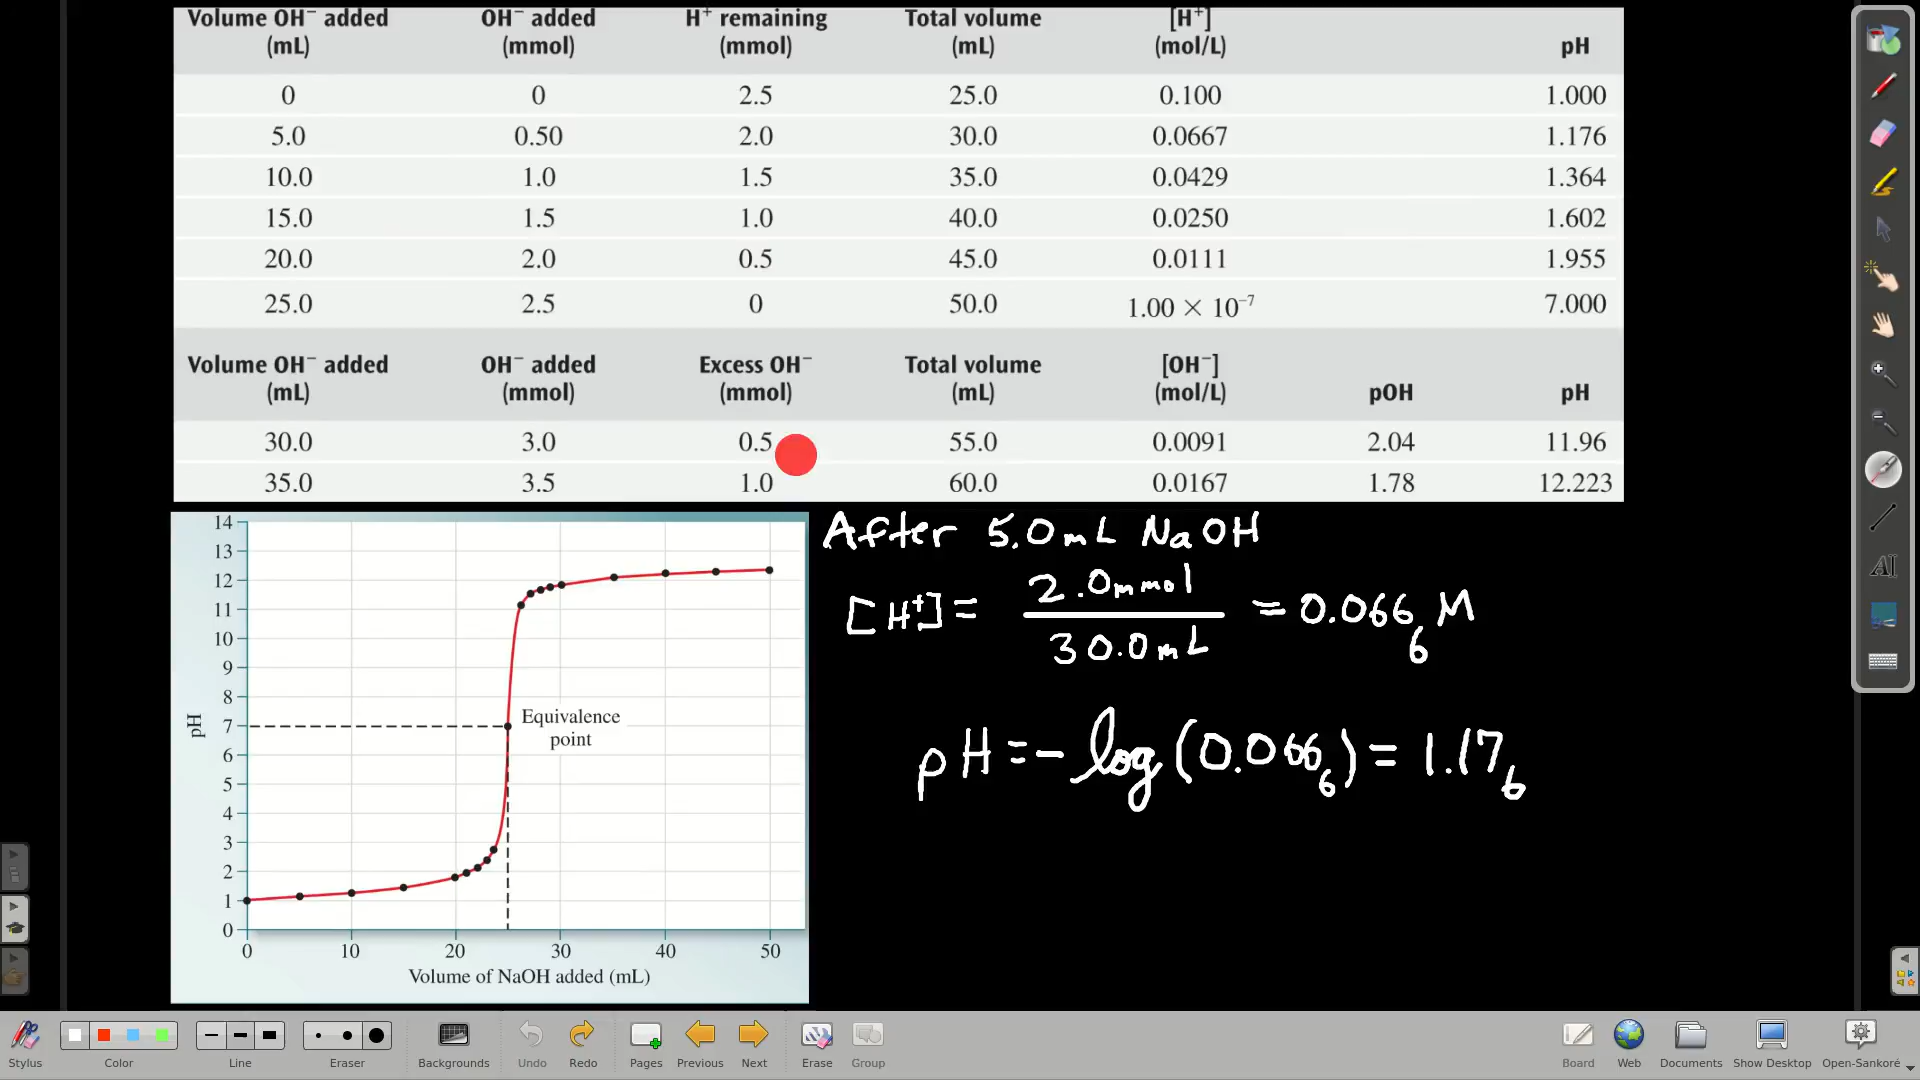 Volume OH⁻ added OH⁻ added H⁺ remaining Total volume [H⁺]
(mL) (mmol) (mmol) (mL) (mol/L) pH
0 0 2.5 25.0 0.100 1.000
5.0 0.50 2.0 30.0 0.0667 1.176
10.0 1.0 1.5 35.0 0.0429 1.364
15.0 1.5 1.0 40.0 0.0250 1.602
20.0 2.0 0.5 45.0 0.0111 1.955
25.0 2.5 0 50.0 1.00 × 10⁻⁷ 7.000
Volume OH⁻ added OH⁻ added Excess OH⁻ Total volume [OH⁻]
(mL) (mmol) (mmol) (mL) (mol/L) pOH pH
30.0 3.0 0.5 55.0 0.0091 2.04 11.96
35.0 3.5 1.0 60.0 0.0167 1.78 12.223
14
13
12
11
10
9
8
7
6
5
4
3
2
1
0
pH
Equivalence
point
0 10 20 30 40 50
Volume of NaOH added (mL)
After 5.0mL NaOH
[H⁺] = 2.0mmol / 30.0mL = 0.066₆ M
pH = - log (0.066₆) = 1.17₆
AI
Stylus Color Line Eraser Backgrounds Undo Redo Pages Previous Next Erase Group Board Web Documents Show Desktop Open-Sankoré